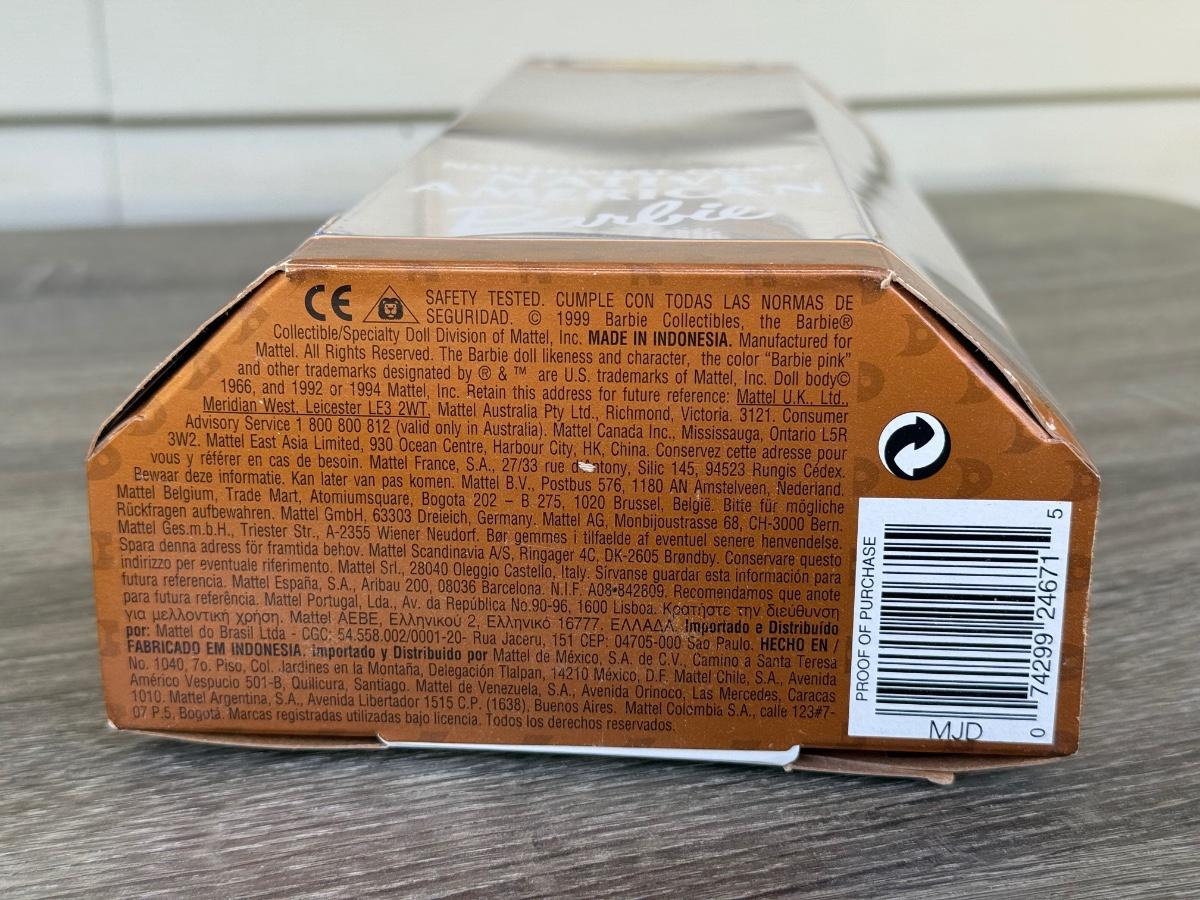 NATIVE
AMERICAN
Barbie
CE
SAFETY TESTED. CUMPLE CON TODAS LAS NORMAS DE
SEGURIDAD. © 1999 Barbie Collectibles, the Barbie®
Collectible/Specialty Doll Division of Mattel, Inc. MADE IN INDONESIA. Manufactured for
Mattel. All Rights Reserved. The Barbie doll likeness and character, the color "Barbie pink"
and other trademarks designated by ® & ™ are U.S. trademarks of Mattel, Inc. Doll body©
1966, and 1992 or 1994 Mattel, Inc. Retain this address for future reference: Mattel U.K., Ltd.,
Meridian West, Leicester LE3 2WT. Mattel Australia Pty Ltd., Richmond, Victoria. 3121. Consumer
Advisory Service 1 800 800 812 (valid only in Australia). Mattel Canada Inc., Mississauga, Ontario L5R
3W2. Mattel East Asia Limited, 930 Ocean Centre, Harbour City, HK, China. Conservez cette adresse pour
vous y référer en cas de besoin. Mattel France, S.A., 27/33 rue d'Antony, Silic 145, 94523 Rungis Cédex.
Bewaar deze informatie. Kan later van pas komen. Mattel B.V., Postbus 576, 1180 AN Amstelveen, Nederland.
Mattel Belgium, Trade Mart, Atomiumsquare, Bogota 202 – B 275, 1020 Brussel, België. Bitte für mögliche
Rückfragen aufbewahren. Mattel GmbH, 63303 Dreieich, Germany. Mattel AG, Monbijoustrasse 68, CH-3000 Bern.
Mattel Ges.m.b.H., Triester Str., A-2355 Wiener Neudorf. Bør gemmes i tilfaelde af eventuel senere henvendelse.
Spara denna adress för framtida behov. Mattel Scandinavia A/S, Ringager 4C, DK-2605 Brøndby. Conservare questo
indirizzo per eventuale riferimento. Mattel Srl., 28040 Oleggio Castello, Italy. Sirvanse guardar esta información para
futura referencia. Mattel España, S.A., Aribau 200, 08036 Barcelona. N.I.F. A08-842809. Recomendamos que anote
para futura referência. Mattel Portugal, Lda., Av. da República No.90-96, 1600 Lisboa. Κρατήστε την διεύθυνση
για μελλοντική χρήση. Mattel AEBE, Ελληνικού 2, Ελληνικό 16777, ΕΛΛΑΔΑ. Importado e Distribuído
por: Mattel do Brasil Ltda - CGC: 54.558.002/0001-20- Rua Jaceru, 151 CEP: 04705-000 Sao Paulo. HECHO EN /
FABRICADO EM INDONESIA. Importado y Distribuido por Mattel de México, S.A. de C.V., Camino a Santa Teresa
No. 1040, 7o. Piso, Col. Jardines en la Montaña, Delegación Tlalpan, 14210 México, D.F. Mattel Chile, S.A., Avenida
Américo Vespucio 501-B, Quilicura, Santiago. Mattel de Venezuela, S.A., Avenida Orinoco, Las Mercedes, Caracas
1010. Mattel Argentina, S.A., Avenida Libertador 1515 C.P. (1638), Buenos Aires. Mattel Colombia S.A., calle 123#7-
07 P.5, Bogotá. Marcas registradas utilizadas bajo licencia. Todos los derechos reservados.
PROOF OF PURCHASE
0 74299 24671 5
MJD